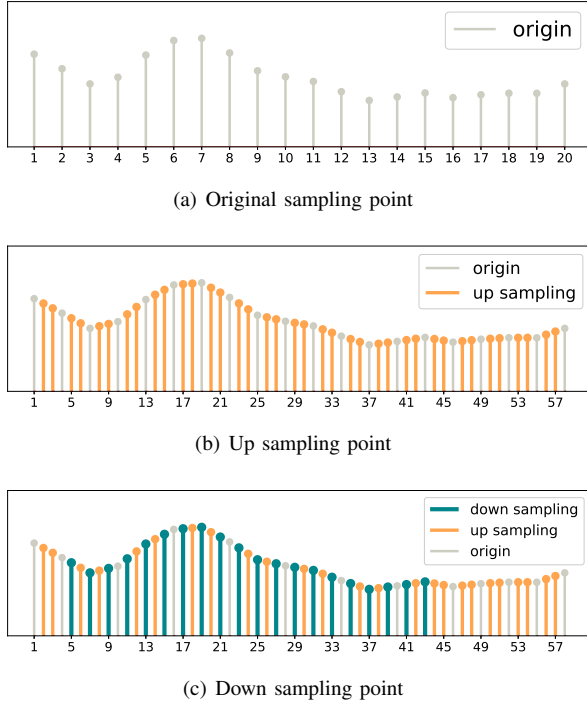 origin
1 2 3 4 5 6 7 8 9 10 11 12 13 14 15 16 17 18 19 20
(a) Original sampling point
origin
up sampling
1 5 9 13 17 21 25 29 33 37 41 45 49 53 57
(b) Up sampling point
down sampling
up sampling
origin
1 5 9 13 17 21 25 29 33 37 41 45 49 53 57
(c) Down sampling point